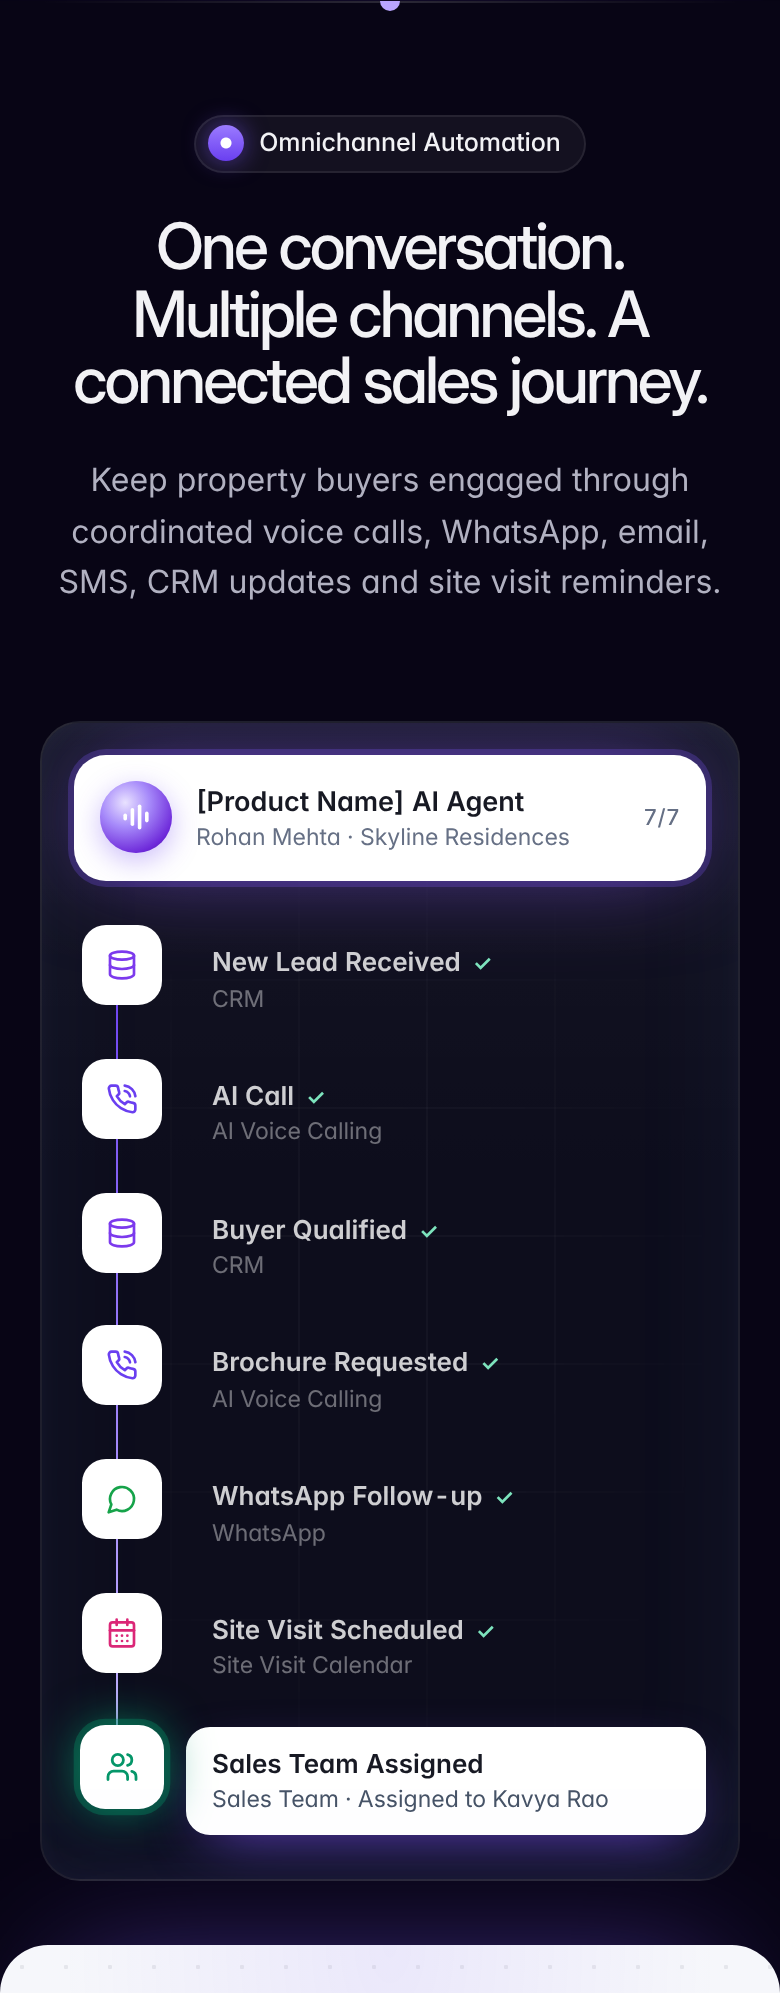 Omnichannel Automation
One conversation.
Multiple channels. A
connected sales journey.
Keep property buyers engaged through
coordinated voice calls, WhatsApp, email,
SMS, CRM updates and site visit reminders.
[Product Name] AI Agent
Rohan Mehta · Skyline Residences
7/7
New Lead Received ✓
CRM
AI Call ✓
AI Voice Calling
Buyer Qualified ✓
CRM
Brochure Requested ✓
AI Voice Calling
WhatsApp Follow-up ✓
WhatsApp
Site Visit Scheduled ✓
Site Visit Calendar
Sales Team Assigned
Sales Team · Assigned to Kavya Rao